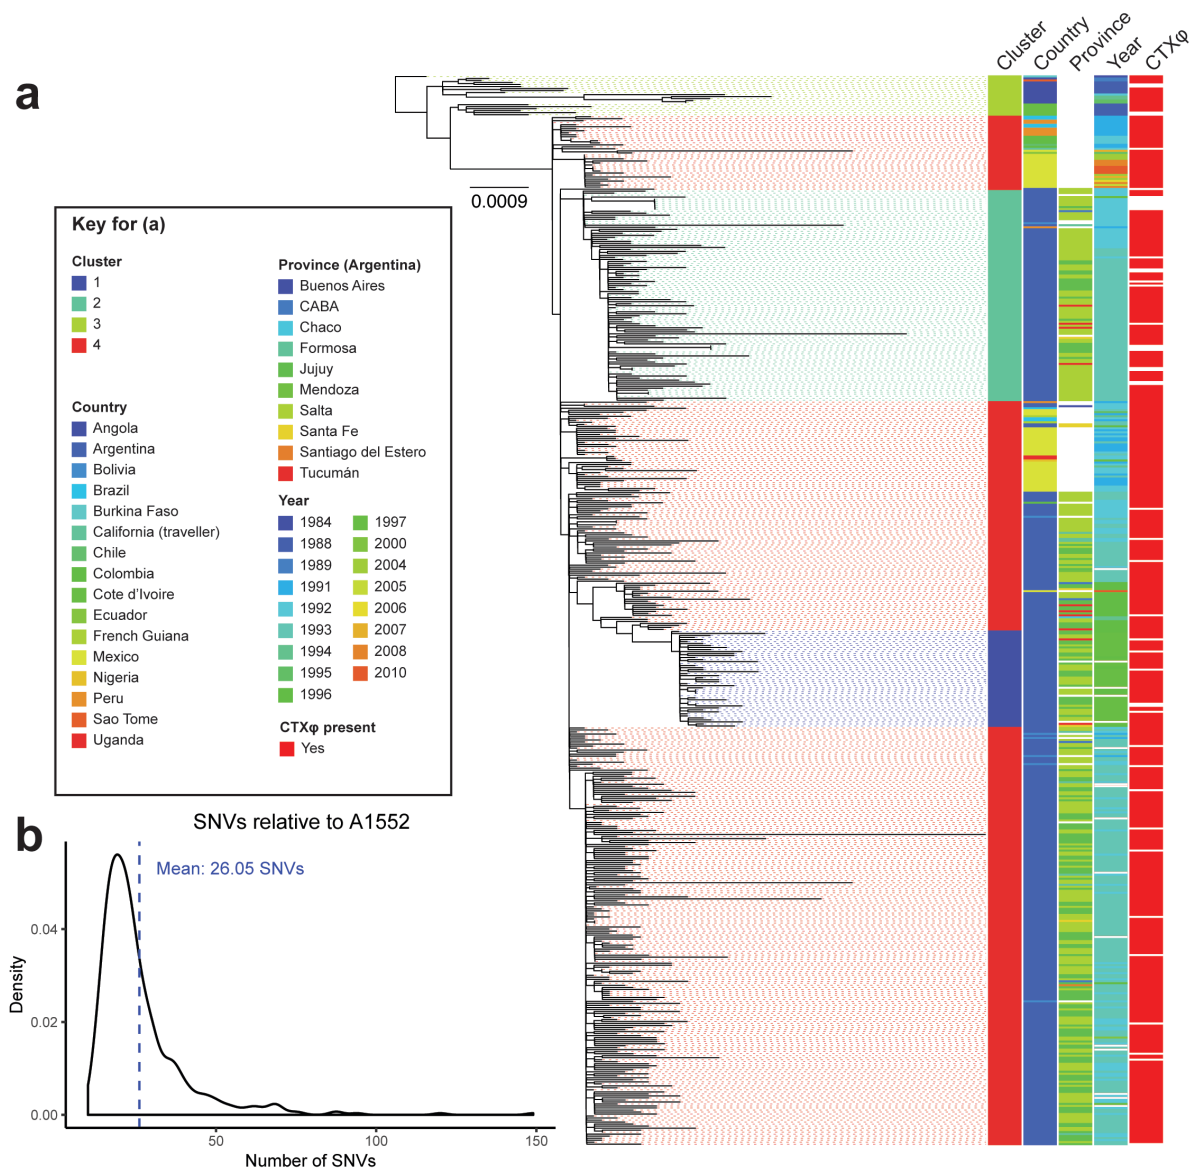 a
Cluster
Country
Province
Year
CTXφ
0.0009
Key for (a)
Cluster
1
2
3
4
Country
Angola
Argentina
Bolivia
Brazil
Burkina Faso
California (traveller)
Chile
Colombia
Cote d'Ivoire
Ecuador
French Guiana
Mexico
Nigeria
Peru
Sao Tome
Uganda
Province (Argentina)
Buenos Aires
CABA
Chaco
Formosa
Jujuy
Mendoza
Salta
Santa Fe
Santiago del Estero
Tucumán
Year
1984
1988
1989
1991
1992
1993
1994
1995
1996
1997
2000
2004
2005
2006
2007
2008
2010
CTXφ present
Yes
b
SNVs relative to A1552
Mean: 26.05 SNVs
Density
0.04
0.02
0.00
50
100
150
Number of SNVs